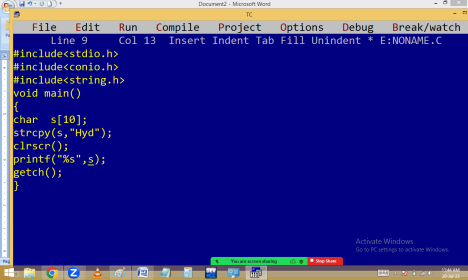 Document2 - Microsoft Word
TC
File Edit Run Compile Project Options Debug Break/watch
Line 9 Col 13 Insert Indent Tab Fill Unindent * E:NONAME.C
#include<stdio.h>
#include<conio.h>
#include<string.h>
void main()
{
char s[10];
strcpy(s,"Hyd");
clrscr();
printf("%s",s);
getch();
}
Activate Windows
Go to PC settings to activate Windows.
You are screen sharing Stop Share